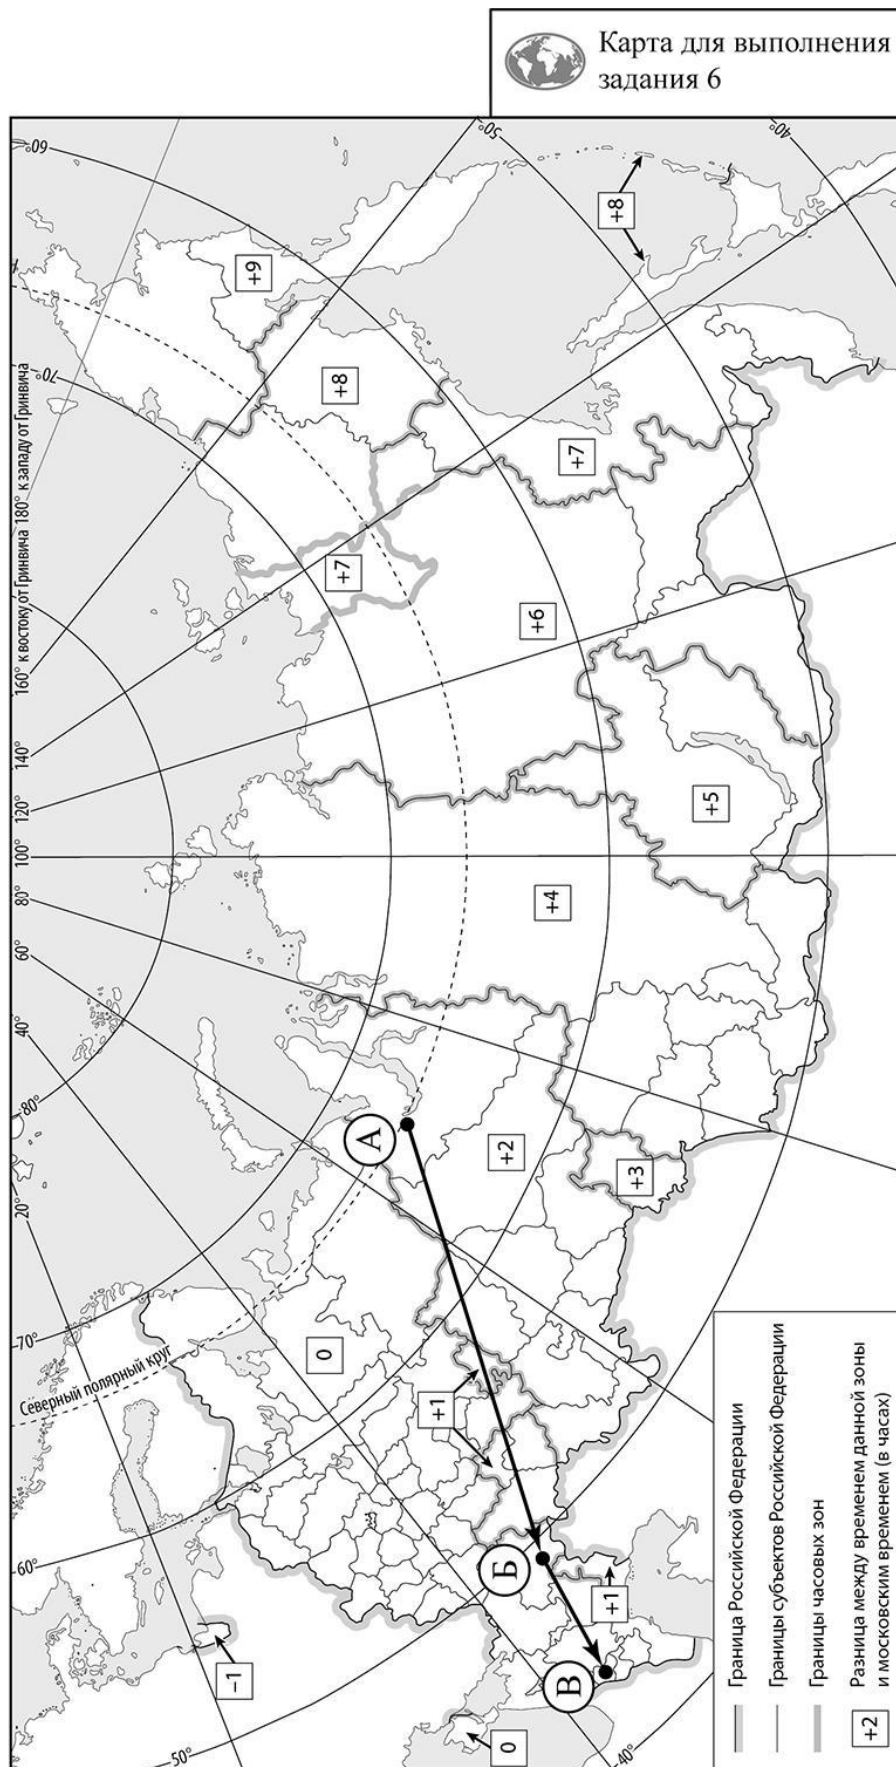 Карта для выполнения
задания 6
160° к востоку от Гринвича 180° к западу от Гринвича
140°
120°
100°
80°
60°
40°
20°
80°
70°
60°
50°
40°
70°
60°
50°
40°
Северный полярный круг
+9
+8
+8
+7
+7
+6
+5
+4
+3
+2
+1
+1
0
0
-1
А
Б
В
Граница Российской Федерации
Границы субъектов Российской Федерации
Границы часовых зон
+2
Разница между временем данной зоны
и московским временем (в часах)